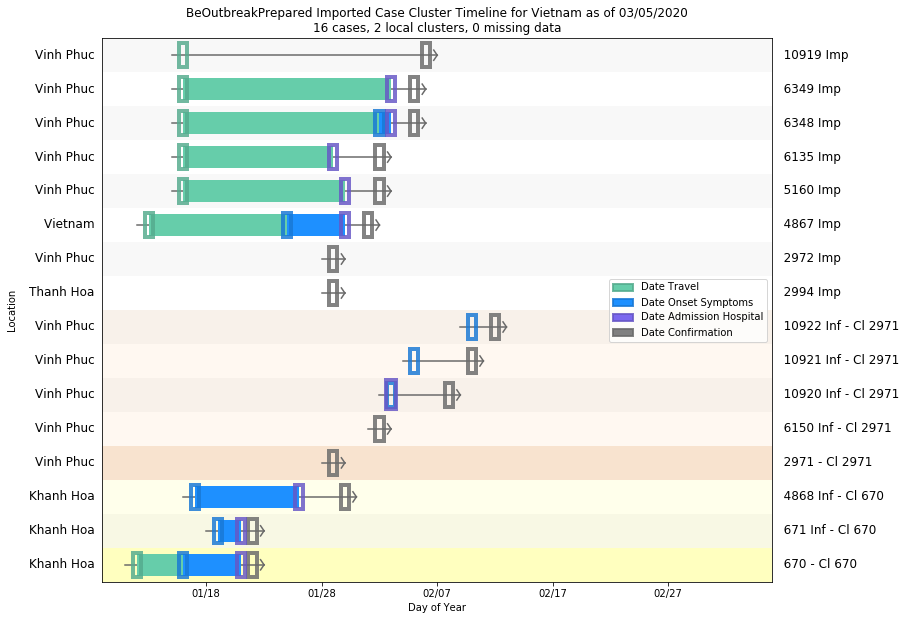 BeOutbreakPrepared Imported Case Cluster Timeline for Vietnam as of 03/05/2020
16 cases, 2 local clusters, 0 missing data
Vinh Phuc 10919 Imp
Vinh Phuc 6349 Imp
Vinh Phuc 6348 Imp
Vinh Phuc 6135 Imp
Vinh Phuc 5160 Imp
Vietnam 4867 Imp
Vinh Phuc 2972 Imp
Thanh Hoa 2994 Imp
Date Travel
Date Onset Symptoms
Date Admission Hospital
Date Confirmation
Location
Vinh Phuc 10922 Inf - Cl 2971
Vinh Phuc 10921 Inf - Cl 2971
Vinh Phuc 10920 Inf - Cl 2971
Vinh Phuc 6150 Inf - Cl 2971
Vinh Phuc 2971 - Cl 2971
Khanh Hoa 4868 Inf - Cl 670
Khanh Hoa 671 Inf - Cl 670
Khanh Hoa 670 - Cl 670
01/18 01/28 02/07 02/17 02/27
Day of Year